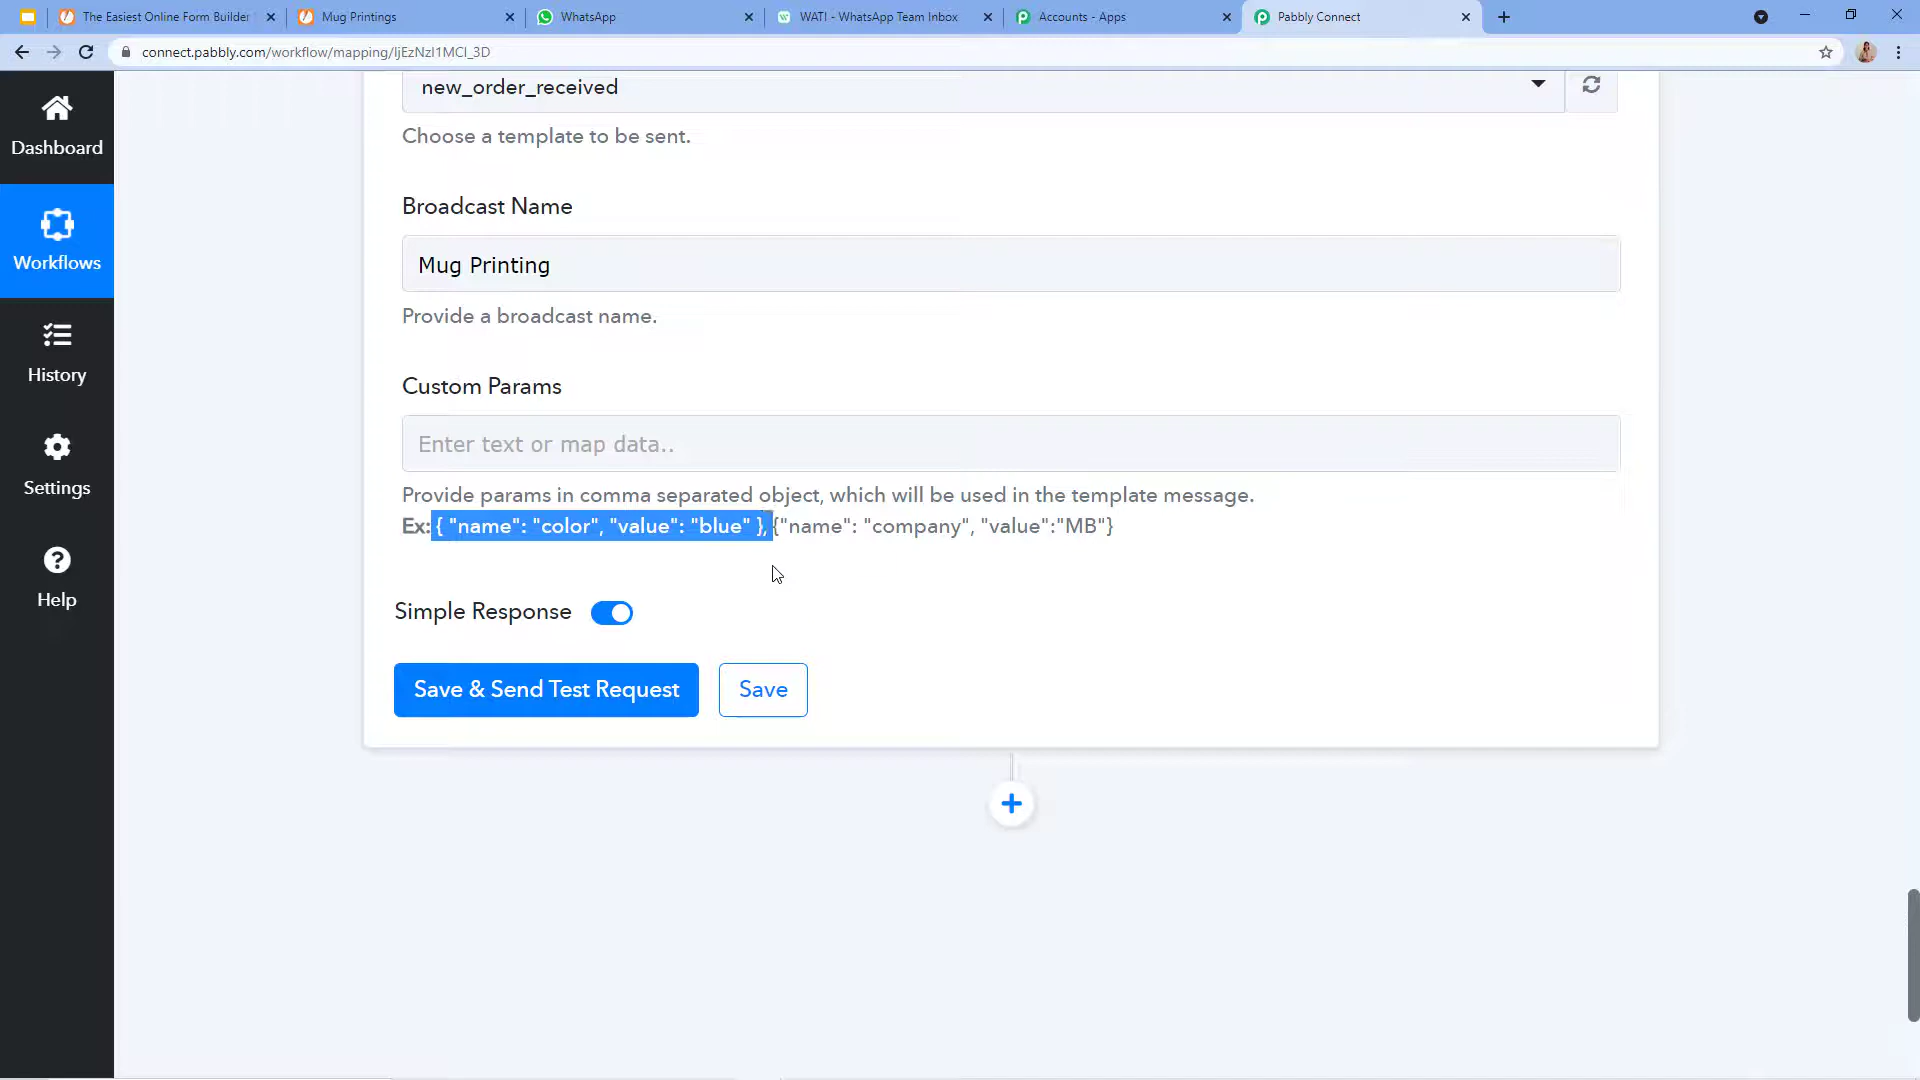 The Easiest Online Form Builder
Mug Printings
WhatsApp
WATI - WhatsApp Team Inbox
Accounts - Apps
Pabbly Connect
connect.pabbly.com/workflow/mapping/IjEzNzI1MCI_3D
Dashboard
Workflows
History
Settings
Help
new_order_received
Choose a template to be sent.
Broadcast Name
Mug Printing
Provide a broadcast name.
Custom Params
Enter text or map data..
Provide params in comma separated object, which will be used in the template message.
Ex: { "name": "color", "value": "blue" }, {"name": "company", "value":"MB"}
Simple Response
Save & Send Test Request
Save